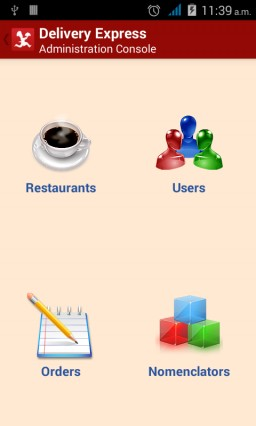 11:39 a.m.
Delivery Express
Administration Console
Restaurants
Users
Orders
Nomenclators